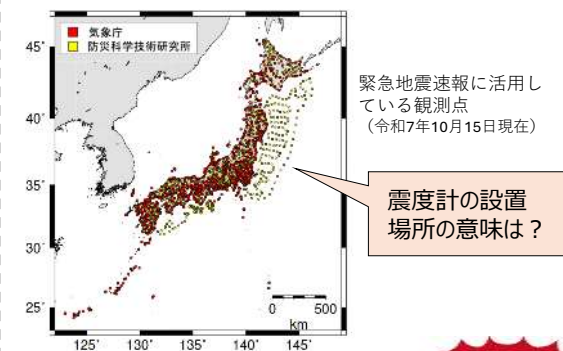 気象庁
防災科学技術研究所
45°
40°
35°
30°
25°
125°
130°
135°
140°
145°
0
500
km
緊急地震速報に活用し
ている観測点
（令和7年10月15日現在）
震度計の設置
場所の意味は？